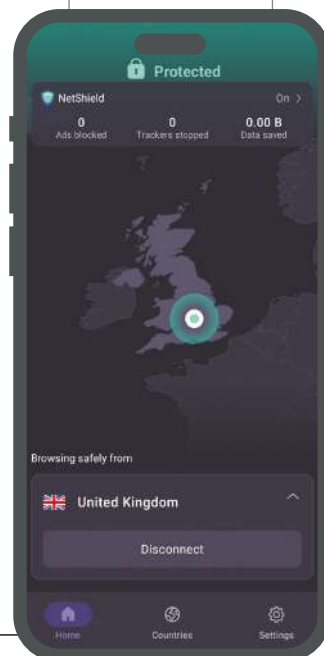 Protected
NetShield On
0 0 0.00 B
Ads blocked Trackers stopped Data saved
Browsing safely from
United Kingdom
Disconnect
Home Countries Settings